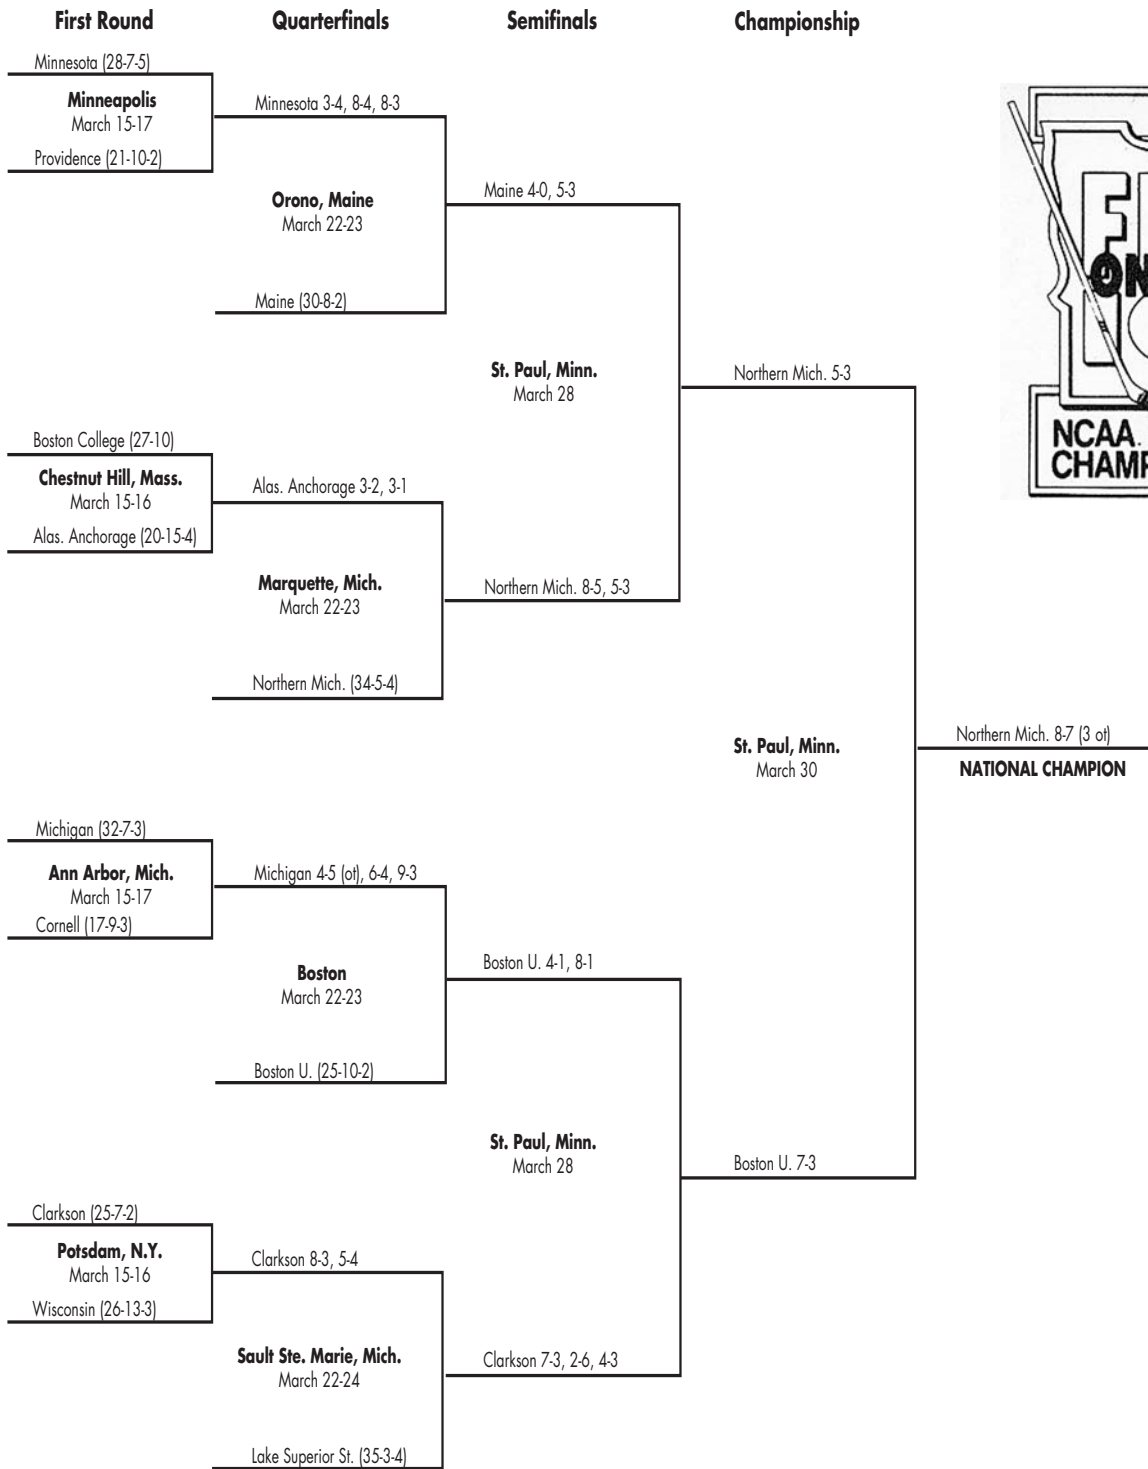 First Round Quarterfinals Semifinals Championship
Minnesota (28-7-5)
Minneapolis
March 15-17
Providence (21-10-2)
Minnesota 3-4, 8-4, 8-3
Orono, Maine
March 22-23
Maine (30-8-2)
Maine 4-0, 5-3
St. Paul, Minn.
March 28
Boston College (27-10)
Chestnut Hill, Mass.
March 15-16
Alas. Anchorage (20-15-4)
Alas. Anchorage 3-2, 3-1
Marquette, Mich.
March 22-23
Northern Mich. (34-5-4)
Northern Mich. 8-5, 5-3
Northern Mich. 5-3
St. Paul, Minn.
March 30
Northern Mich. 8-7 (3 ot)
NATIONAL CHAMPION
Michigan (32-7-3)
Ann Arbor, Mich.
March 15-17
Cornell (17-9-3)
Michigan 4-5 (ot), 6-4, 9-3
Boston
March 22-23
Boston U. (25-10-2)
Boston U. 4-1, 8-1
St. Paul, Minn.
March 28
Boston U. 7-3
Clarkson (25-7-2)
Potsdam, N.Y.
March 15-16
Wisconsin (26-13-3)
Clarkson 8-3, 5-4
Sault Ste. Marie, Mich.
March 22-24
Lake Superior St. (35-3-4)
Clarkson 7-3, 2-6, 4-3
ON
NCAA
CHAMP